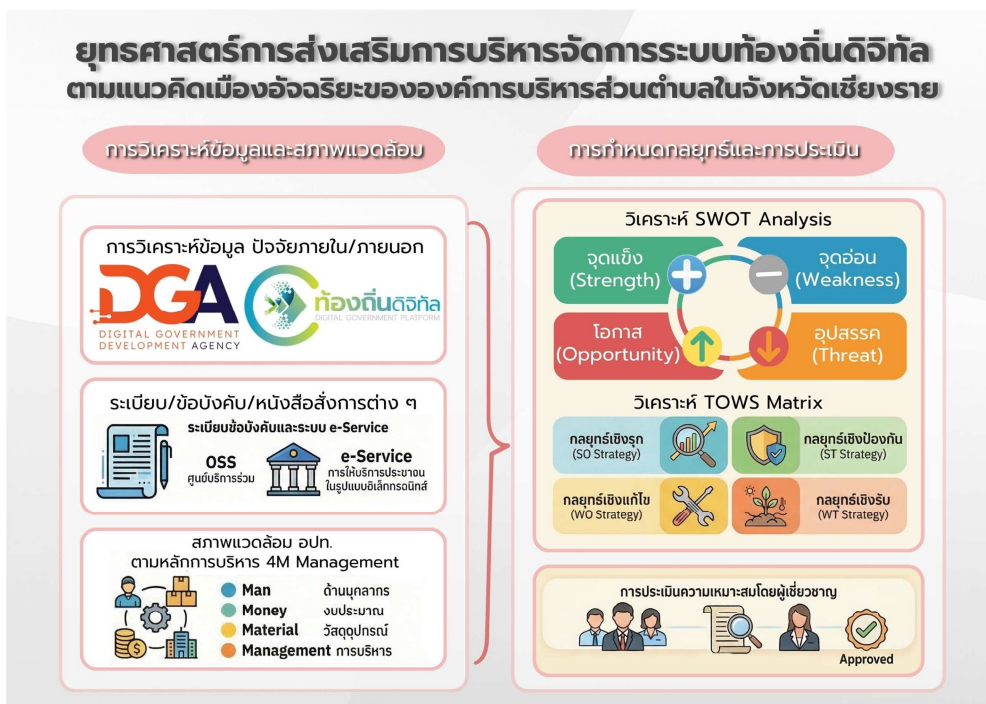 ยุทธศาสตร์การส่งเสริมการบริหารจัดการระบบท้องถิ่นดิจิทัล
ตามแนวคิดเมืองอัจฉริยะขององค์การบริหารส่วนตำบลในจังหวัดเชียงราย
การวิเคราะห์ข้อมูลและสภาพแวดล้อม
การวิเคราะห์ข้อมูล ปัจจัยภายใน/ภายนอก
DGA
DIGITAL GOVERNMENT
DEVELOPMENT AGENCY
ท้องถิ่นดิจิทัล
DIGITAL GOVERNMENT PLATFORM
ระเบียบ/ข้อบังคับ/หนังสือสั่งการต่าง ๆ
ระเบียบข้อบังคับและระบบ e-Service
OSS
ศูนย์บริการร่วม
e-Service
การให้บริการประชาชน
ในรูปแบบอิเล็กทรอนิกส์
สภาพแวดล้อม อปท.
ตามหลักการบริหาร 4M Management
Man ด้านบุคลากร
Money งบประมาณ
Material วัสดุอุปกรณ์
Management การบริหาร
การกำหนดกลยุทธ์และการประเมิน
วิเคราะห์ SWOT Analysis
จุดแข็ง
(Strength)
จุดอ่อน
(Weakness)
โอกาส
(Opportunity)
อุปสรรค
(Threat)
วิเคราะห์ TOWS Matrix
กลยุทธ์เชิงรุก
(SO Strategy)
กลยุทธ์เชิงป้องกัน
(ST Strategy)
กลยุทธ์เชิงแก้ไข
(WO Strategy)
กลยุทธ์เชิงรับ
(WT Strategy)
การประเมินความเหมาะสมโดยผู้เชี่ยวชาญ
Approved